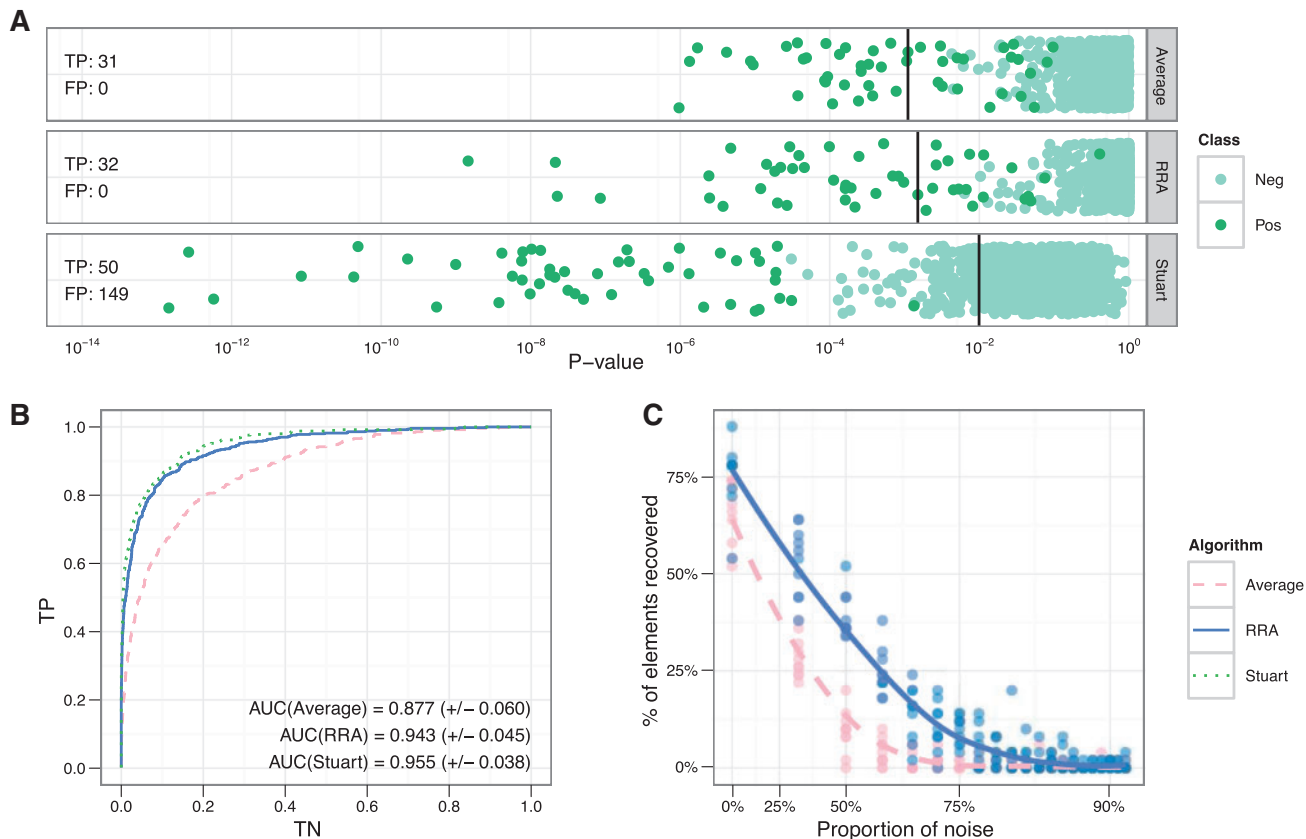 A
TP: 31
FP: 0
Average
TP: 32
FP: 0
RRA
TP: 50
FP: 149
Stuart
10⁻¹⁴ 10⁻¹² 10⁻¹⁰ 10⁻⁸ 10⁻⁶ 10⁻⁴ 10⁻² 10⁰
P−value
Class
Neg
Pos
B
TP
1.0
0.8
0.6
0.4
0.2
0.0
AUC(Average) = 0.877 (+/− 0.060)
AUC(RRA) = 0.943 (+/− 0.045)
AUC(Stuart) = 0.955 (+/− 0.038)
0.0 0.2 0.4 0.6 0.8 1.0
TN
C
% of elements recovered
75%
50%
25%
0%
0% 25% 50% 75% 90%
Proportion of noise
Algorithm
Average
RRA
Stuart